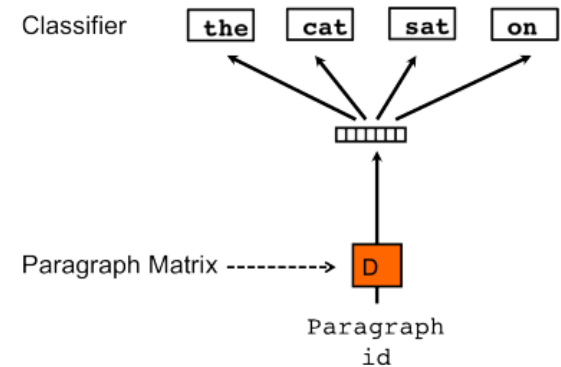 Classifier
the cat sat on
Paragraph Matrix
D
Paragraph
id